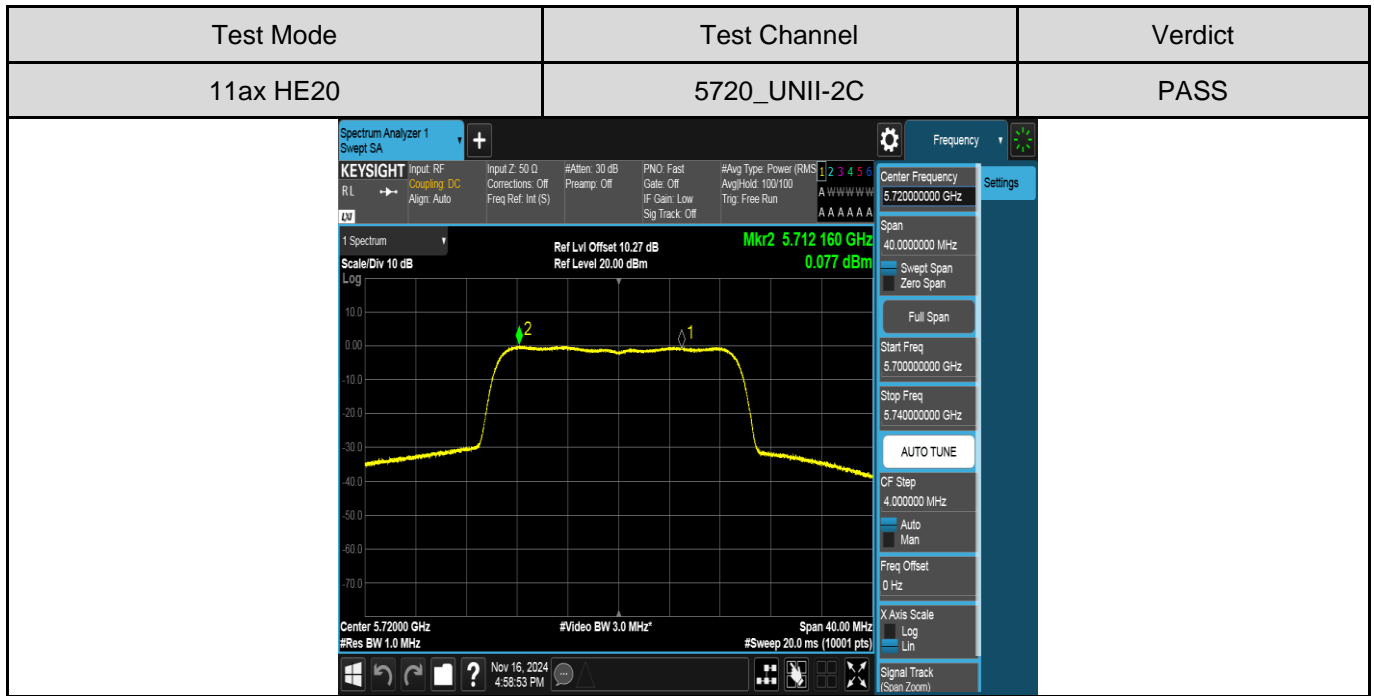 Test Mode Test Channel Verdict
11ax HE20 5720_UNII-2C PASS
Spectrum Analyzer 1
Swept SA
+
Frequency
KEYSIGHT Input: RF Input Z: 50 Ω #Atten: 30 dB PNO: Fast #Avg Type: Power (RMS 1 2 3 4 5 6
RL Coupling: DC Corrections: Off Preamp: Off Gate: Off Avg|Hold: 100/100 A W W W W W
Align: Auto Freq Ref: Int (S) IF Gain: Low Trig: Free Run
LXI Sig Track: Off A A A A A A
1 Spectrum Ref Lvl Offset 10.27 dB Mkr2 5.712 160 GHz
Scale/Div 10 dB Ref Level 20.00 dBm 0.077 dBm
Log
10.0
2
1
0.00
-10.0
-20.0
-30.0
-40.0
-50.0
-60.0
-70.0
Center 5.72000 GHz #Video BW 3.0 MHz* Span 40.00 MHz
#Res BW 1.0 MHz #Sweep 20.0 ms (10001 pts)
? Nov 16, 2024
4:58:53 PM
Center Frequency
5.720000000 GHz
Settings
Span
40.0000000 MHz
Swept Span
Zero Span
Full Span
Start Freq
5.700000000 GHz
Stop Freq
5.740000000 GHz
AUTO TUNE
CF Step
4.000000 MHz
Auto
Man
Freq Offset
0 Hz
X Axis Scale
Log
Lin
Signal Track
(Span Zoom)